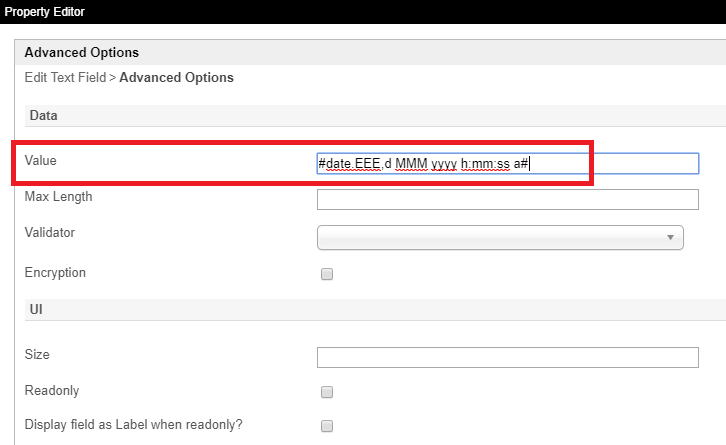 Property Editor
Advanced Options
Edit Text Field > Advanced Options
Data
Value #date.EEE,d MMM yyyy h:mm:ss a#
Max Length
Validator
Encryption
UI
Size
Readonly
Display field as Label when readonly?